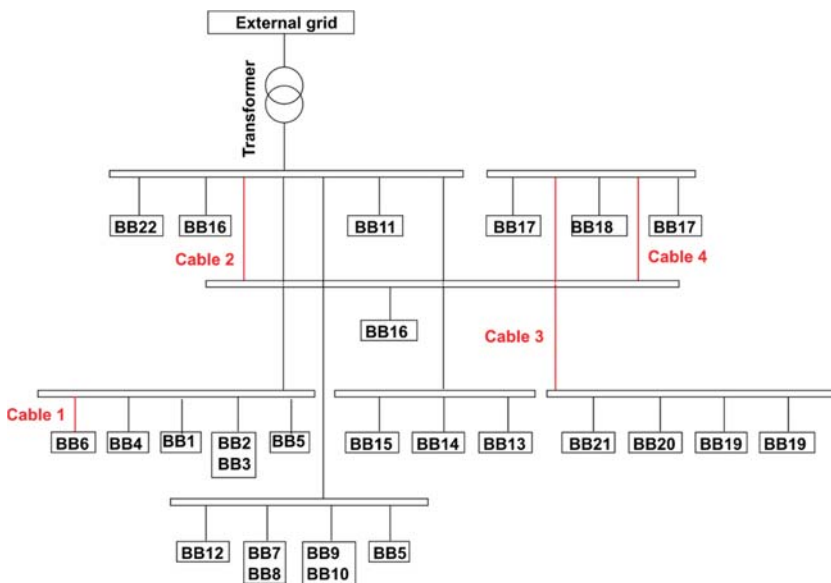 External grid
Transformer
BB22
BB16
BB11
BB17
BB18
BB17
Cable 2
Cable 4
BB16
Cable 3
Cable 1
BB6
BB4
BB1
BB2
BB3
BB5
BB15
BB14
BB13
BB21
BB20
BB19
BB19
BB12
BB7
BB8
BB9
BB10
BB5